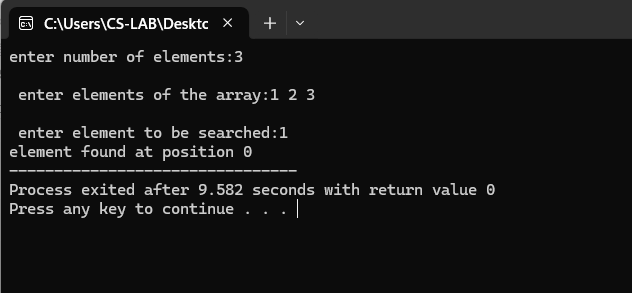 C:\Users\CS-LAB\Desktc
enter number of elements:3
enter elements of the array:1 2 3
enter element to be searched:1
element found at position 0
--------------------------------
Process exited after 9.582 seconds with return value 0
Press any key to continue . . .